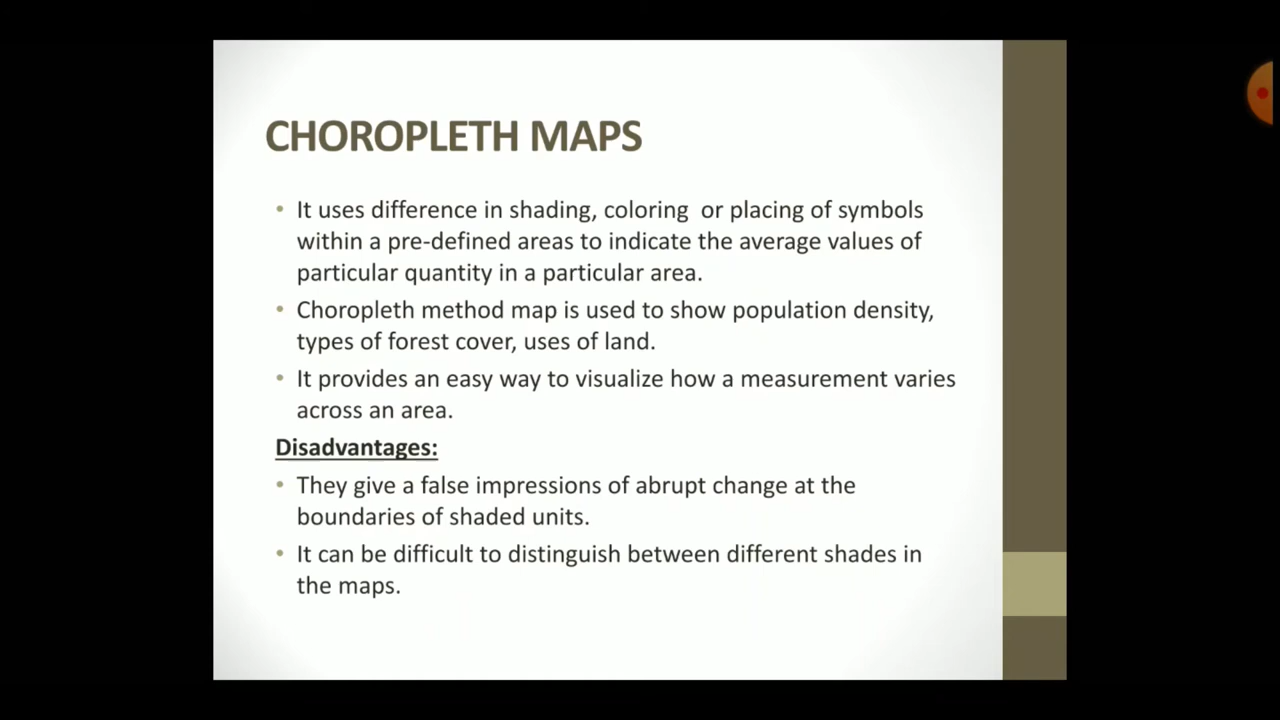 CHOROPLETH MAPS
• It uses difference in shading, coloring  or placing of symbols
within a pre-defined areas to indicate the average values of
particular quantity in a particular area.
• Choropleth method map is used to show population density,
types of forest cover, uses of land.
• It provides an easy way to visualize how a measurement varies
across an area.
Disadvantages:
• They give a false impressions of abrupt change at the
boundaries of shaded units.
• It can be difficult to distinguish between different shades in
the maps.